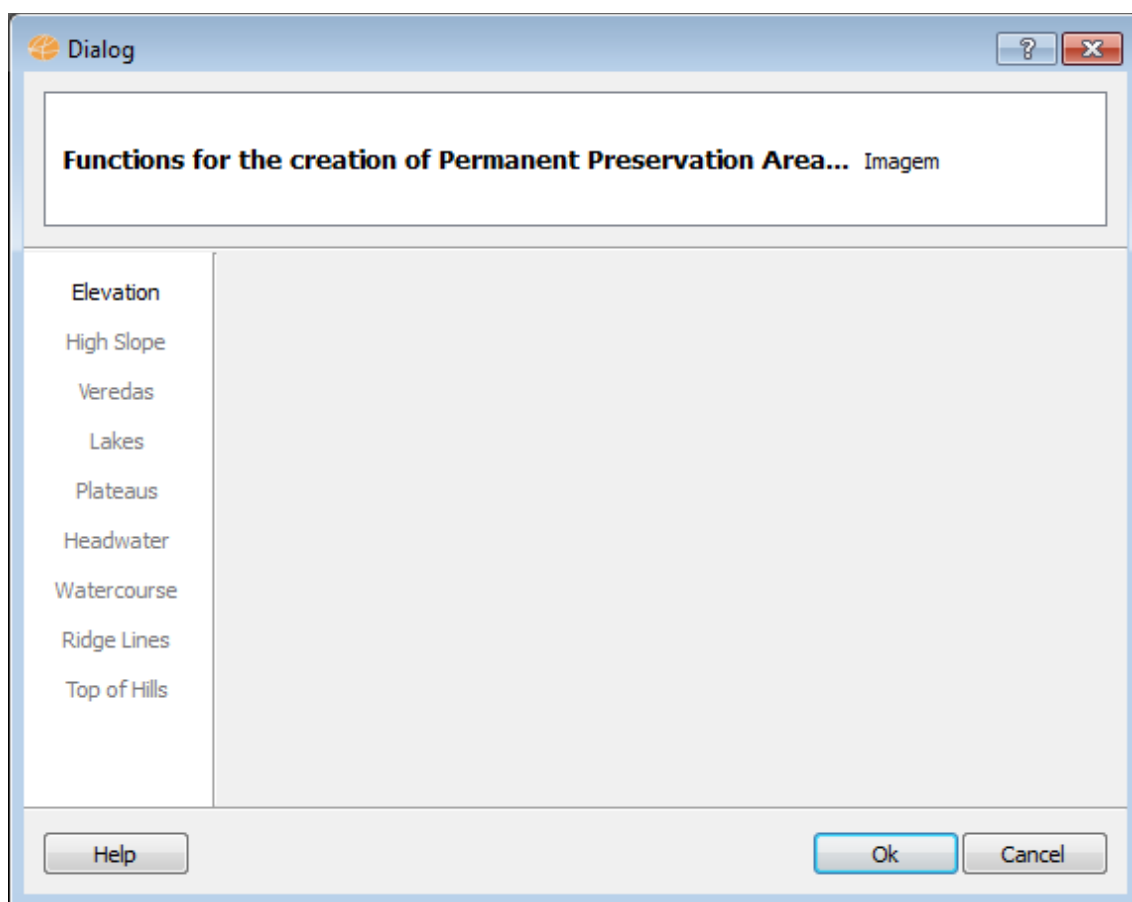 Dialog
Functions for the creation of Permanent Preservation Area... Imagem
Elevation
High Slope
Veredas
Lakes
Plateaus
Headwater
Watercourse
Ridge Lines
Top of Hills
Help Ok Cancel